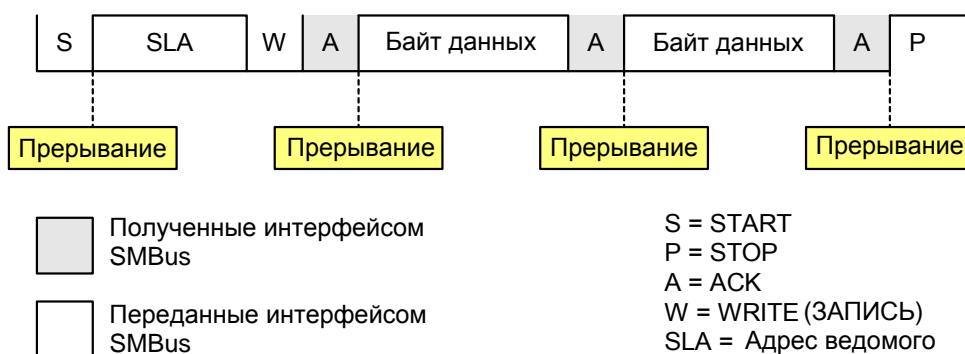 S SLA W A Байт данных A Байт данных A P
Прерывание Прерывание Прерывание Прерывание
Полученные интерфейсом
SMBus
Переданные интерфейсом
SMBus
S = START
P = STOP
A = ACK
W = WRITE (ЗАПИСЬ)
SLA = Адрес ведомого